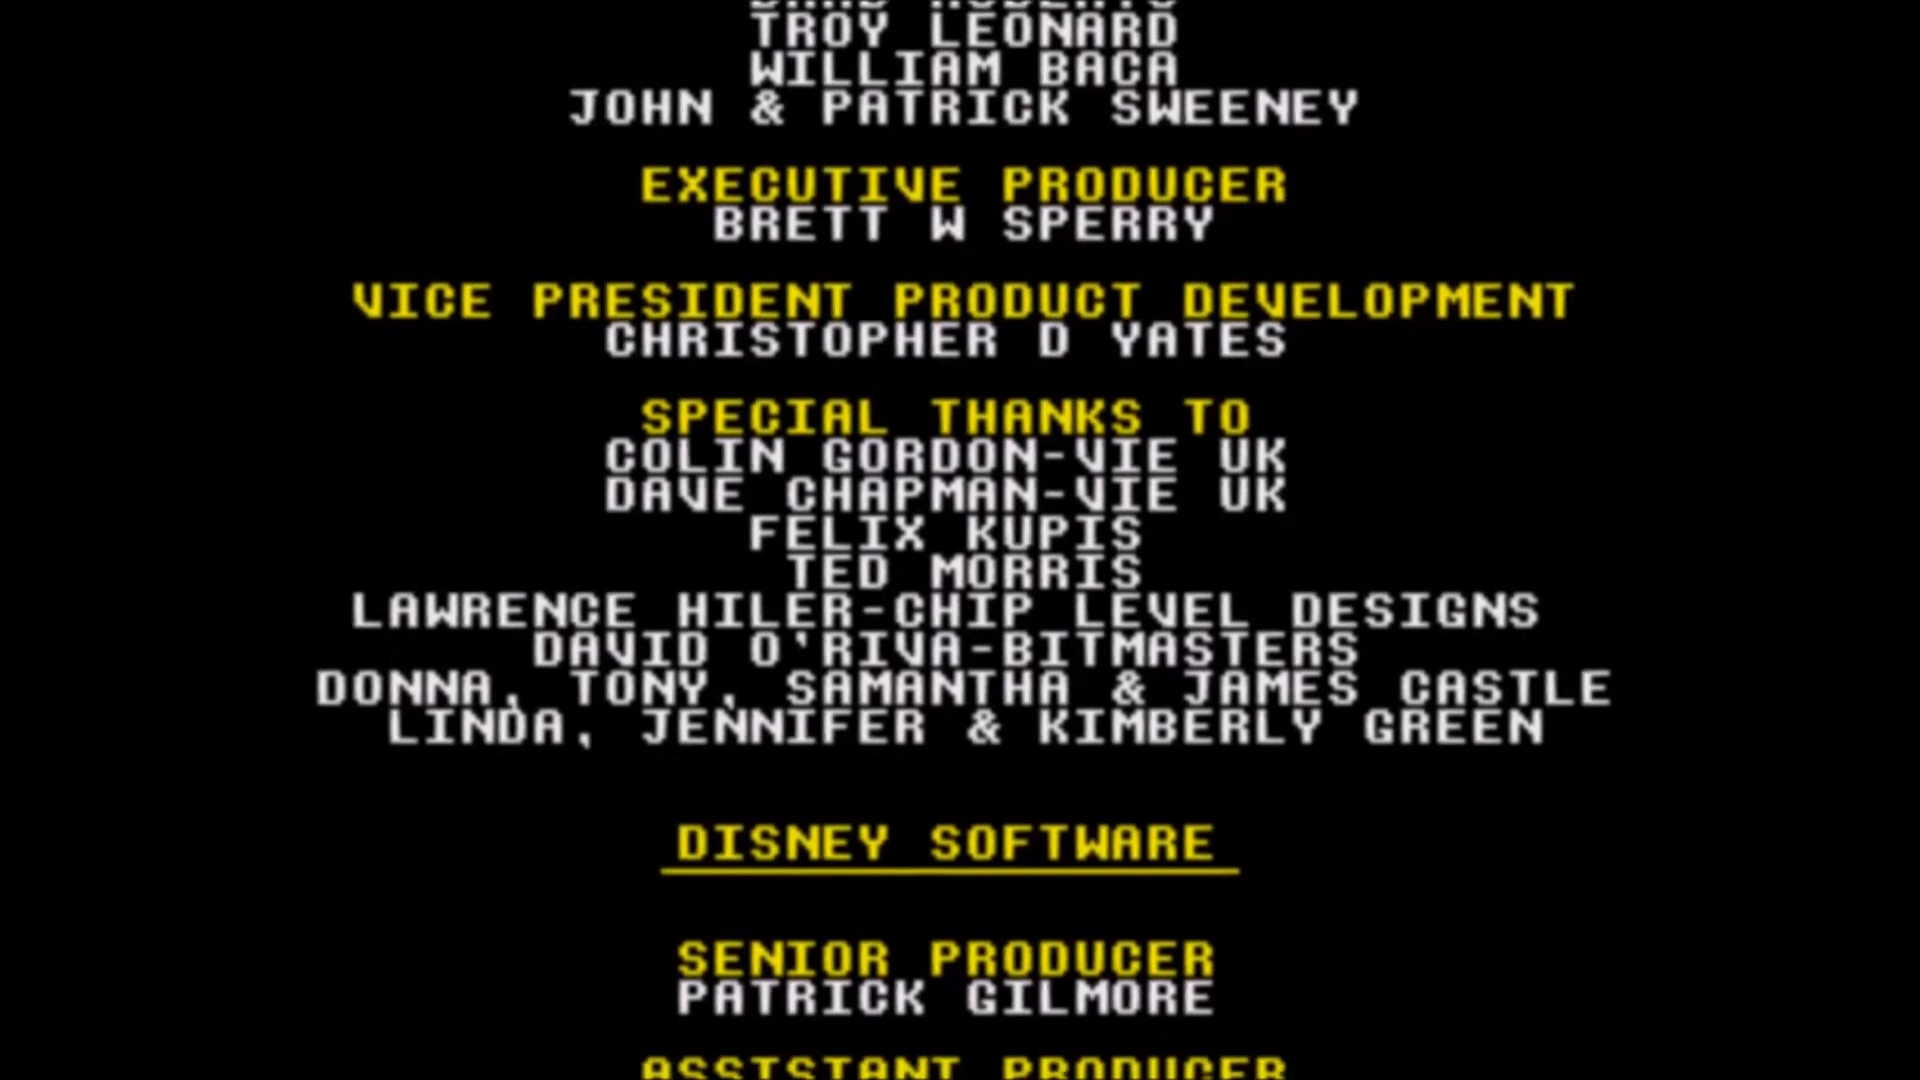 TROY LEONARD
WILLIAM BACA
JOHN & PATRICK SWEENEY
EXECUTIVE PRODUCER
BRETT W SPERRY
VICE PRESIDENT PRODUCT DEVELOPMENT
CHRISTOPHER D YATES
SPECIAL THANKS TO
COLIN GORDON-VIE UK
DAVE CHAPMAN-VIE UK
FELIX KUPIS
TED MORRIS
LAWRENCE HILER-CHIP LEVEL DESIGNS
DAVID O'RIVA-BITMASTERS
DONNA, TONY, SAMANTHA & JAMES CASTLE
LINDA, JENNIFER & KIMBERLY GREEN
DISNEY SOFTWARE
SENIOR PRODUCER
PATRICK GILMORE
ASSISTANT PRODUCER